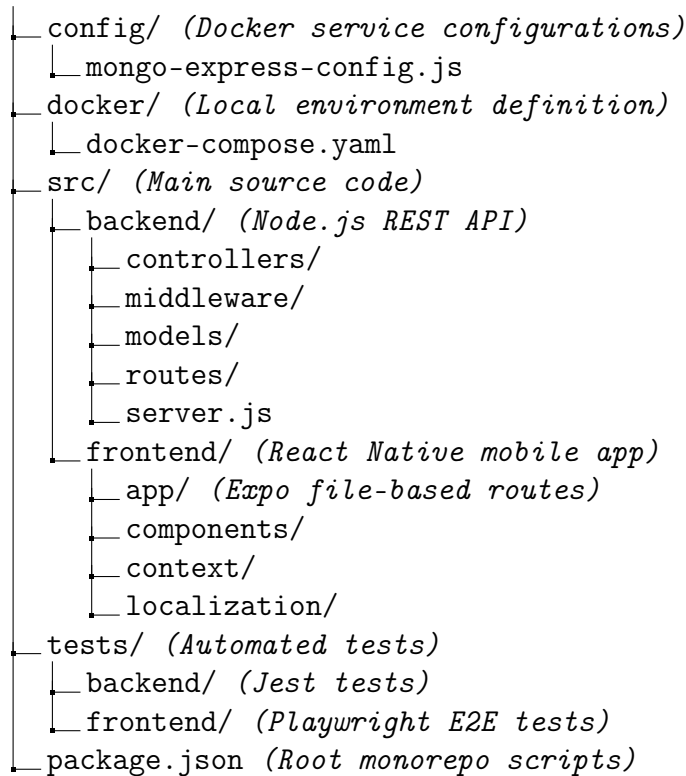 config/ (Docker service configurations)
mongo-express-config.js
docker/ (Local environment definition)
docker-compose.yaml
src/ (Main source code)
backend/ (Node.js REST API)
controllers/
middleware/
models/
routes/
server.js
frontend/ (React Native mobile app)
app/ (Expo file-based routes)
components/
context/
localization/
tests/ (Automated tests)
backend/ (Jest tests)
frontend/ (Playwright E2E tests)
package.json (Root monorepo scripts)